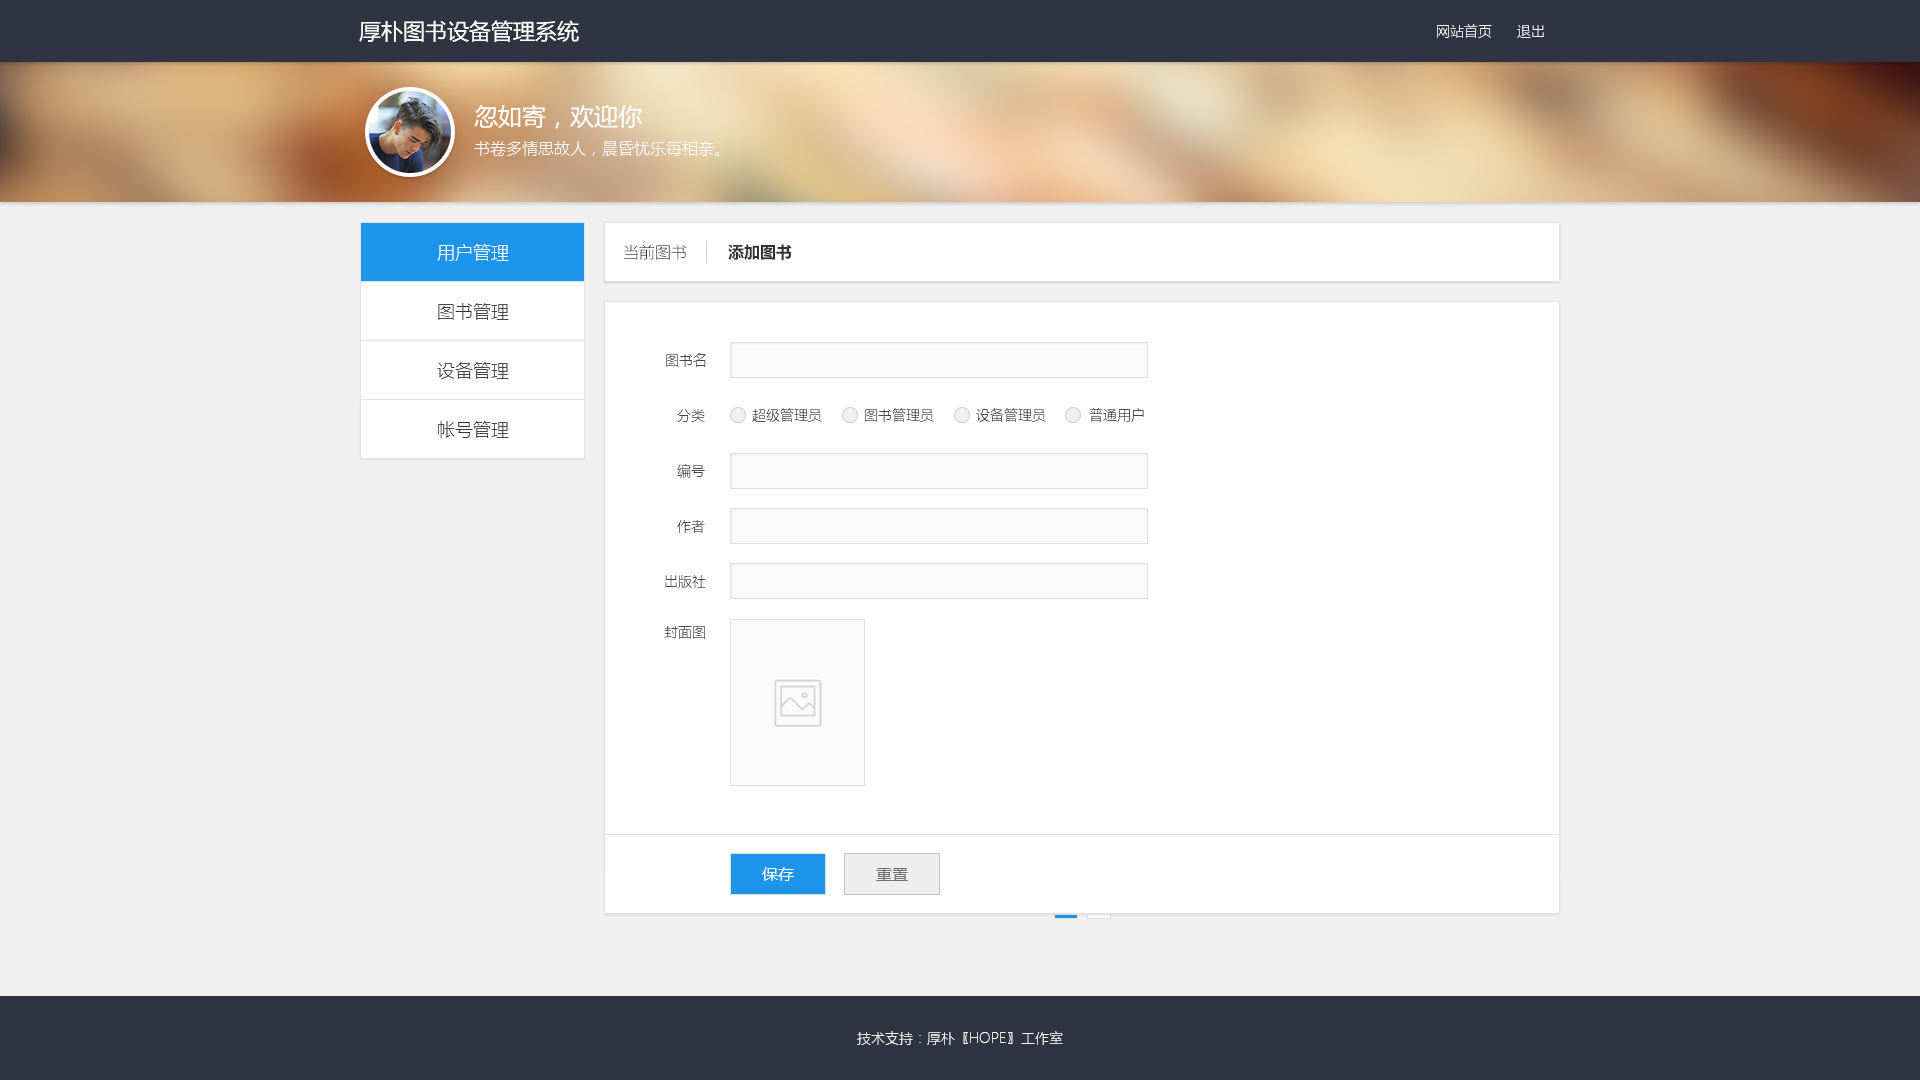 厚朴图书设备管理系统
网站首页 退出
忽如寄，欢迎你
书卷多情思故人，晨昏忧乐每相亲。
用户管理
图书管理
设备管理
帐号管理
当前图书 添加图书
图书名
分类 超级管理员 图书管理员 设备管理员 普通用户
编号
作者
出版社
封面图
保存 重置
技术支持：厚朴〖HOPE〗工作室